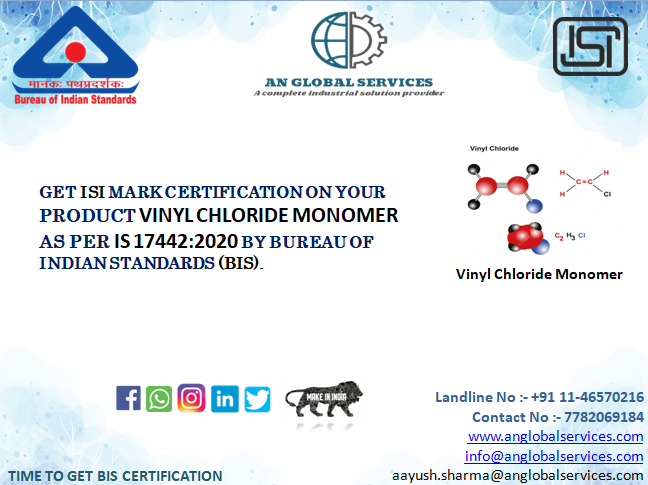 मानक: पथप्रदर्शक:
Bureau of Indian Standards
AN GLOBAL SERVICES
A complete industrial solution provider
ISI
GET ISI MARK CERTIFICATION ON YOUR
PRODUCT VINYL CHLORIDE MONOMER
AS PER IS 17442:2020 BY BUREAU OF
INDIAN STANDARDS (BIS).
Vinyl Chloride
H H
C=C
H Cl
C2 H3 Cl
Vinyl Chloride Monomer
MAKE IN INDIA
Landline No :- +91 11-46570216
Contact No :- 7782069184
www.anglobalservices.com
info@anglobalservices.com
aayush.sharma@anglobalservices.com
TIME TO GET BIS CERTIFICATION